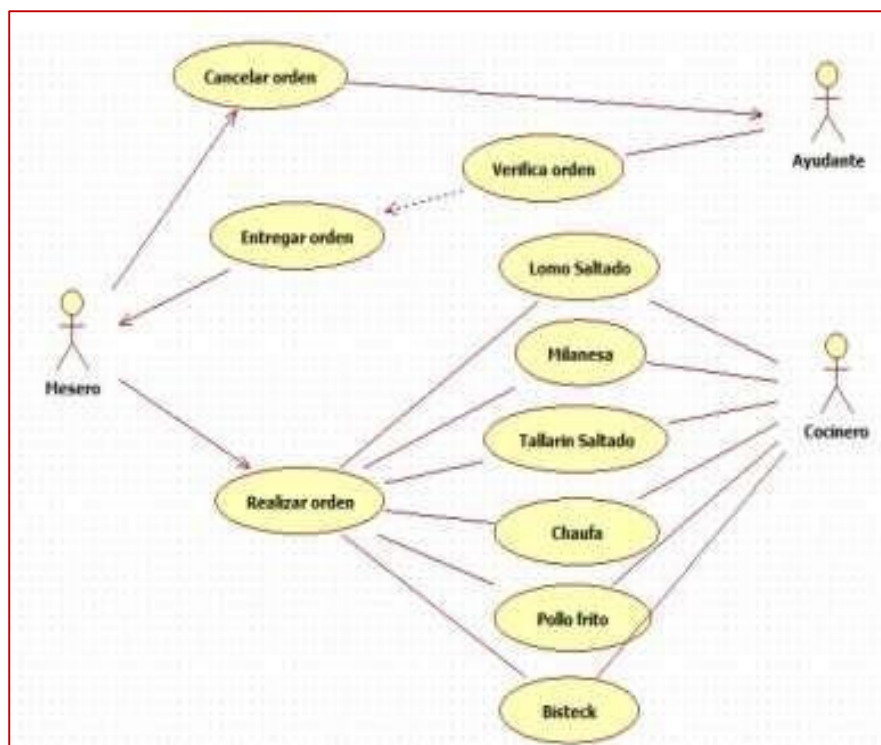 Cancelar orden
Ayudante
Verifica orden
Entregar orden
Lomo Saltado
Milanesa
Mesero
Cocinero
Tallarin Saltado
Realizar orden
Chaufa
Pollo frito
Bisteck